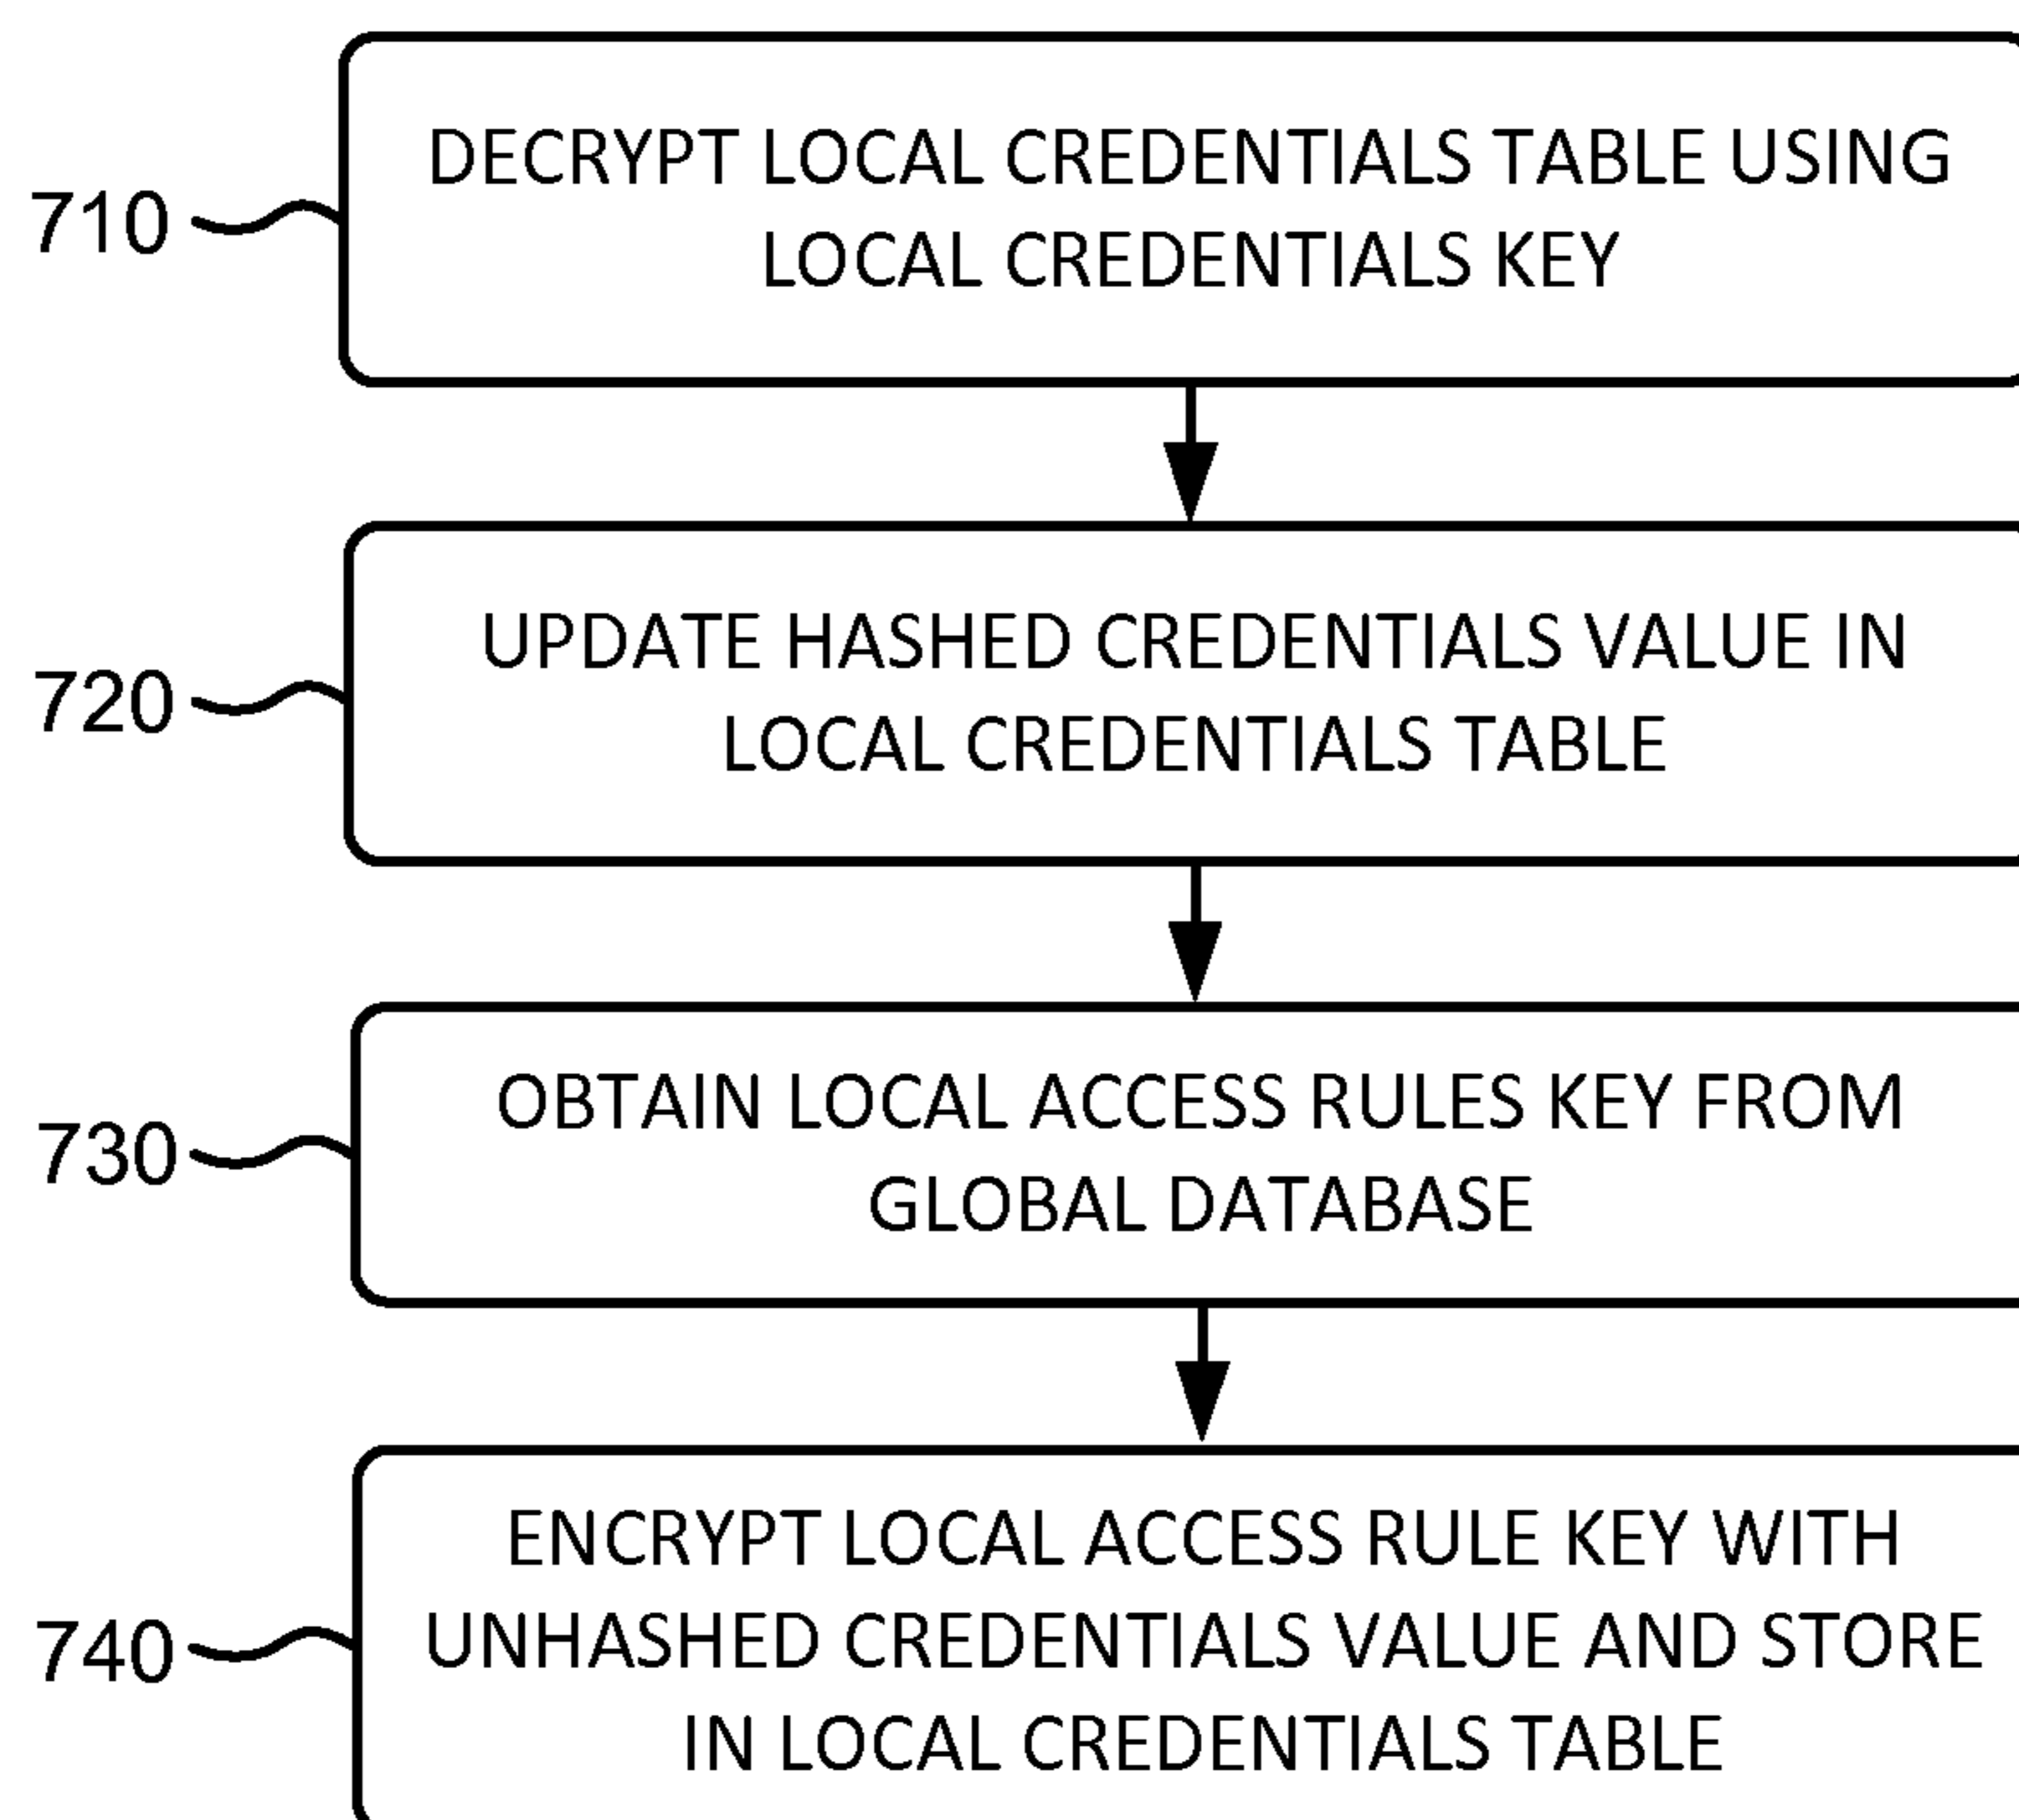 DECRYPT LOCAL CREDENTIALS TABLE USING
710
LOCAL CREDENTIALS KEY
UPDATE HASHED CREDENTIALS VALUE IN
720
LOCAL CREDENTIALS TABLE
OBTAIN LOCAL ACCESS RULES KEY FROM
730
GLOBAL DATABASE
ENCRYPT LOCAL ACCESS RULE KEY WITH
740
UNHASHED CREDENTIALS VALUE AND STORE
IN LOCAL CREDENTIALS TABLE